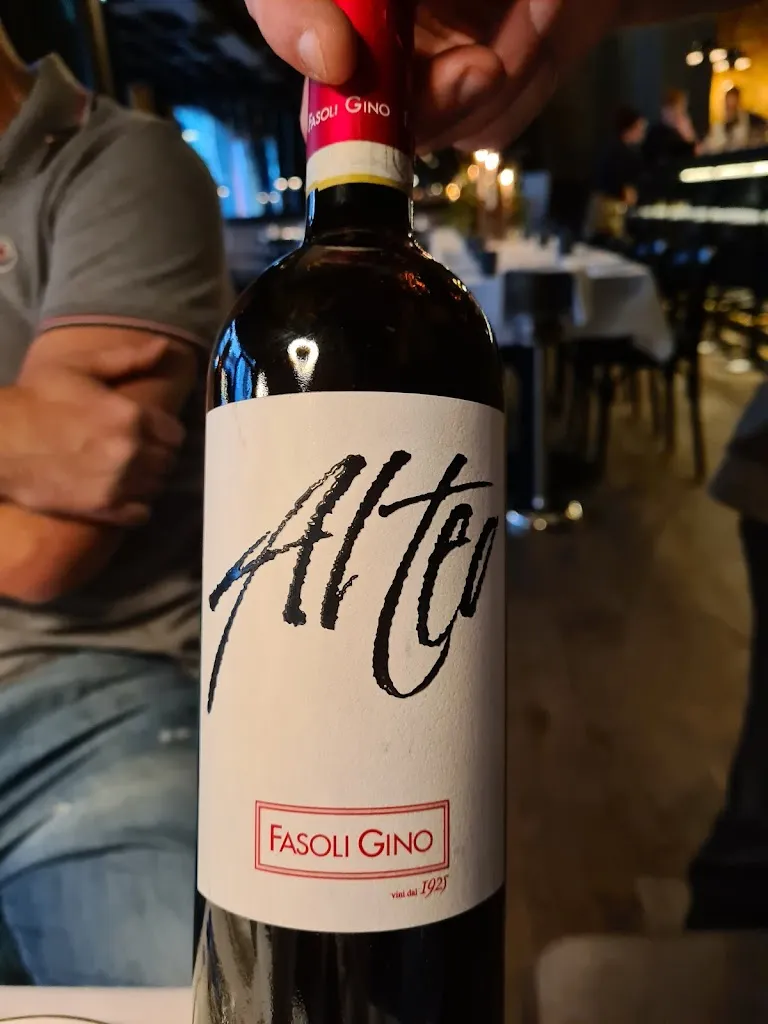 FASOLI GINO
Alteo
FASOLI GINO
vini dal 1925